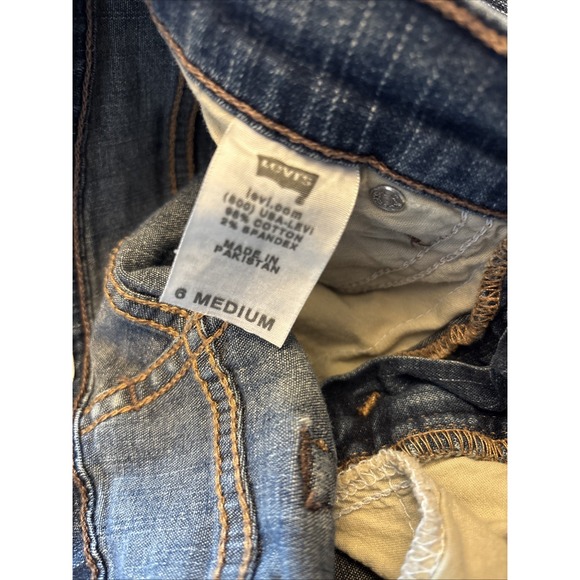 LEVI'S
levi.com
(800) USA-LEVI
98% COTTON
2% SPANDEX
MADE IN
PAKISTAN
6 MEDIUM